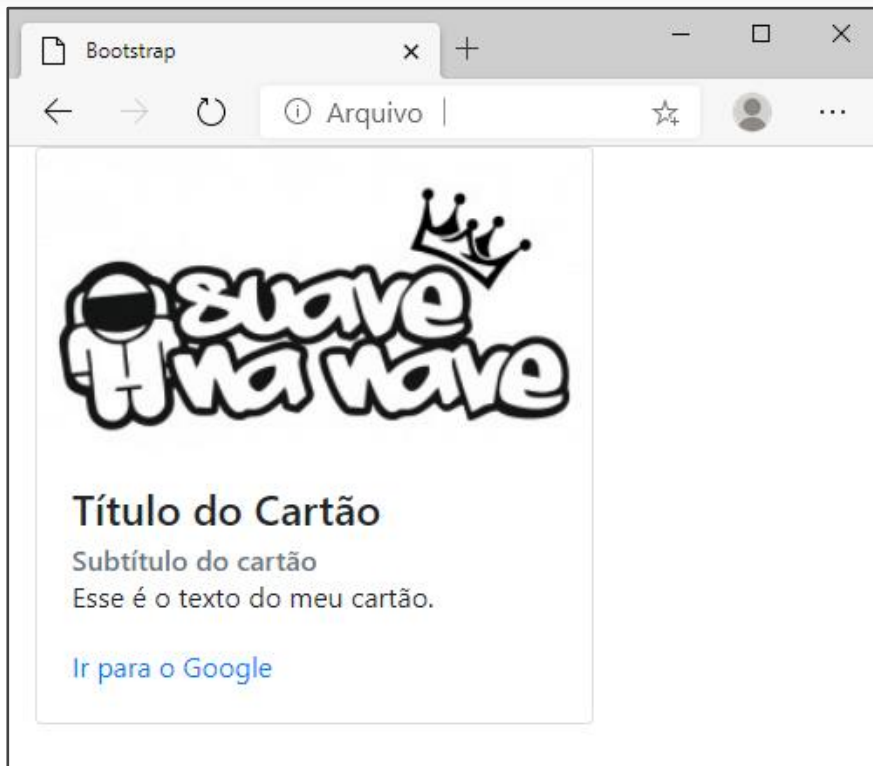 Bootstrap
Arquivo
suave
na nave
Título do Cartão
Subtítulo do cartão
Esse é o texto do meu cartão.
Ir para o Google